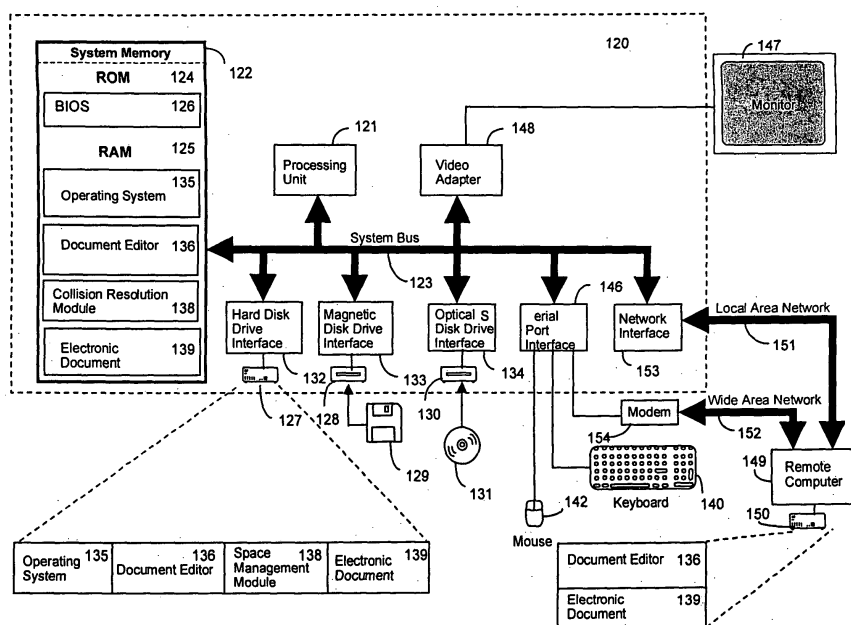 System Memory
122
ROM 124
BIOS 126
RAM 125
Operating System 135
Document Editor 136
Collision Resolution Module 138
Electronic Document 139
120
147
Monitor
121
Processing Unit
148
Video Adapter
System Bus
123
Hard Disk Drive Interface
132
Magnetic Disk Drive Interface
133
Optical S Disk Drive Interface
134
146
erial Port Interface
Network Interface
153
Local Area Network
151
Wide Area Network
152
Modem
154
127
128
129
130
131
142
Mouse
Keyboard
140
149
Remote Computer
150
Operating System 135
Document Editor 136
Space Management Module 138
Electronic Document 139
Document Editor 136
Electronic Document 139